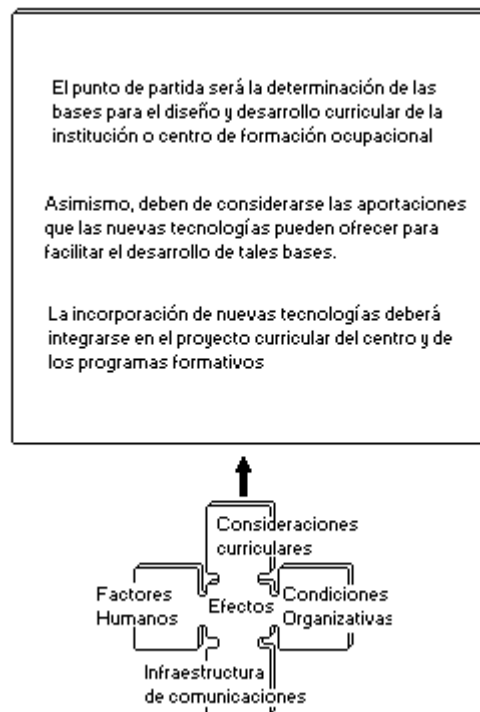 El punto de partida será la determinación de las
bases para el diseño y desarrollo curricular de la
institución o centro de formación ocupacional
Asimismo, deben de considerarse las aportaciones
que las nuevas tecnologías pueden ofrecer para
facilitar el desarrollo de tales bases.
La incorporación de nuevas tecnologías deberá
integrarse en el proyecto curricular del centro y de
los programas formativos
Consideraciones
curriculares
Factores
Humanos
Efectos
Condiciones
Organizativas
Infraestructura
de comunicaciones